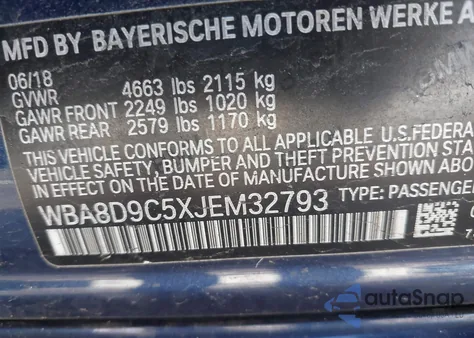 MFD BY BAYERISCHE MOTOREN WERKE A
06/18
GVWR 4663 lbs 2115 kg
GAWR FRONT 2249 lbs 1020 kg
GAWR REAR 2579 lbs 1170 kg
THIS VEHICLE CONFORMS TO ALL APPLICABLE U.S.FEDERA
VEHICLE SAFETY, BUMPER AND THEFT PREVENTION STA
IN EFFECT ON THE DATE OF MANUFACTURE SHOWN ABOVE
WBA8D9C5XJEM32793 TYPE: PASSENGE
autoSnap